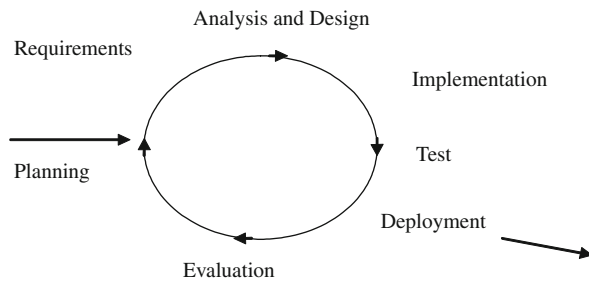 Analysis and Design
Requirements
Implementation
Test
Planning
Deployment
Evaluation